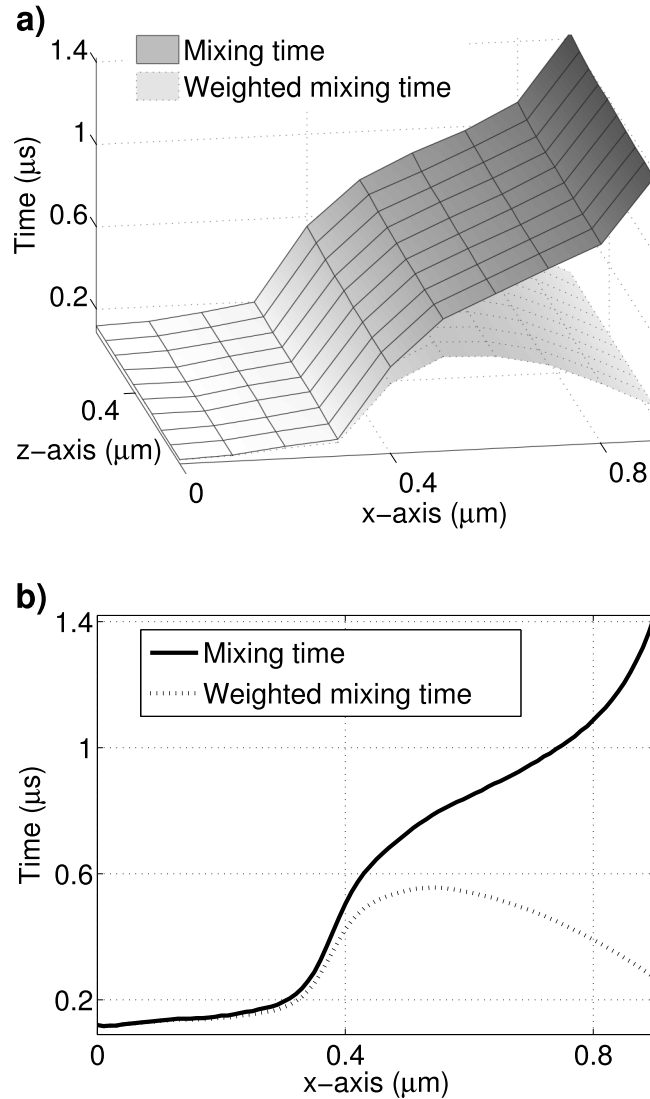 a)
1.4
1
0.6
0.2
Time (μs)
Mixing time
Weighted mixing time
0.4
z−axis (μm)
0
0.4
0.8
x−axis (μm)
b)
1.4
1
0.6
0.2
Time (μs)
Mixing time
Weighted mixing time
0
0.4
0.8
x−axis (μm)